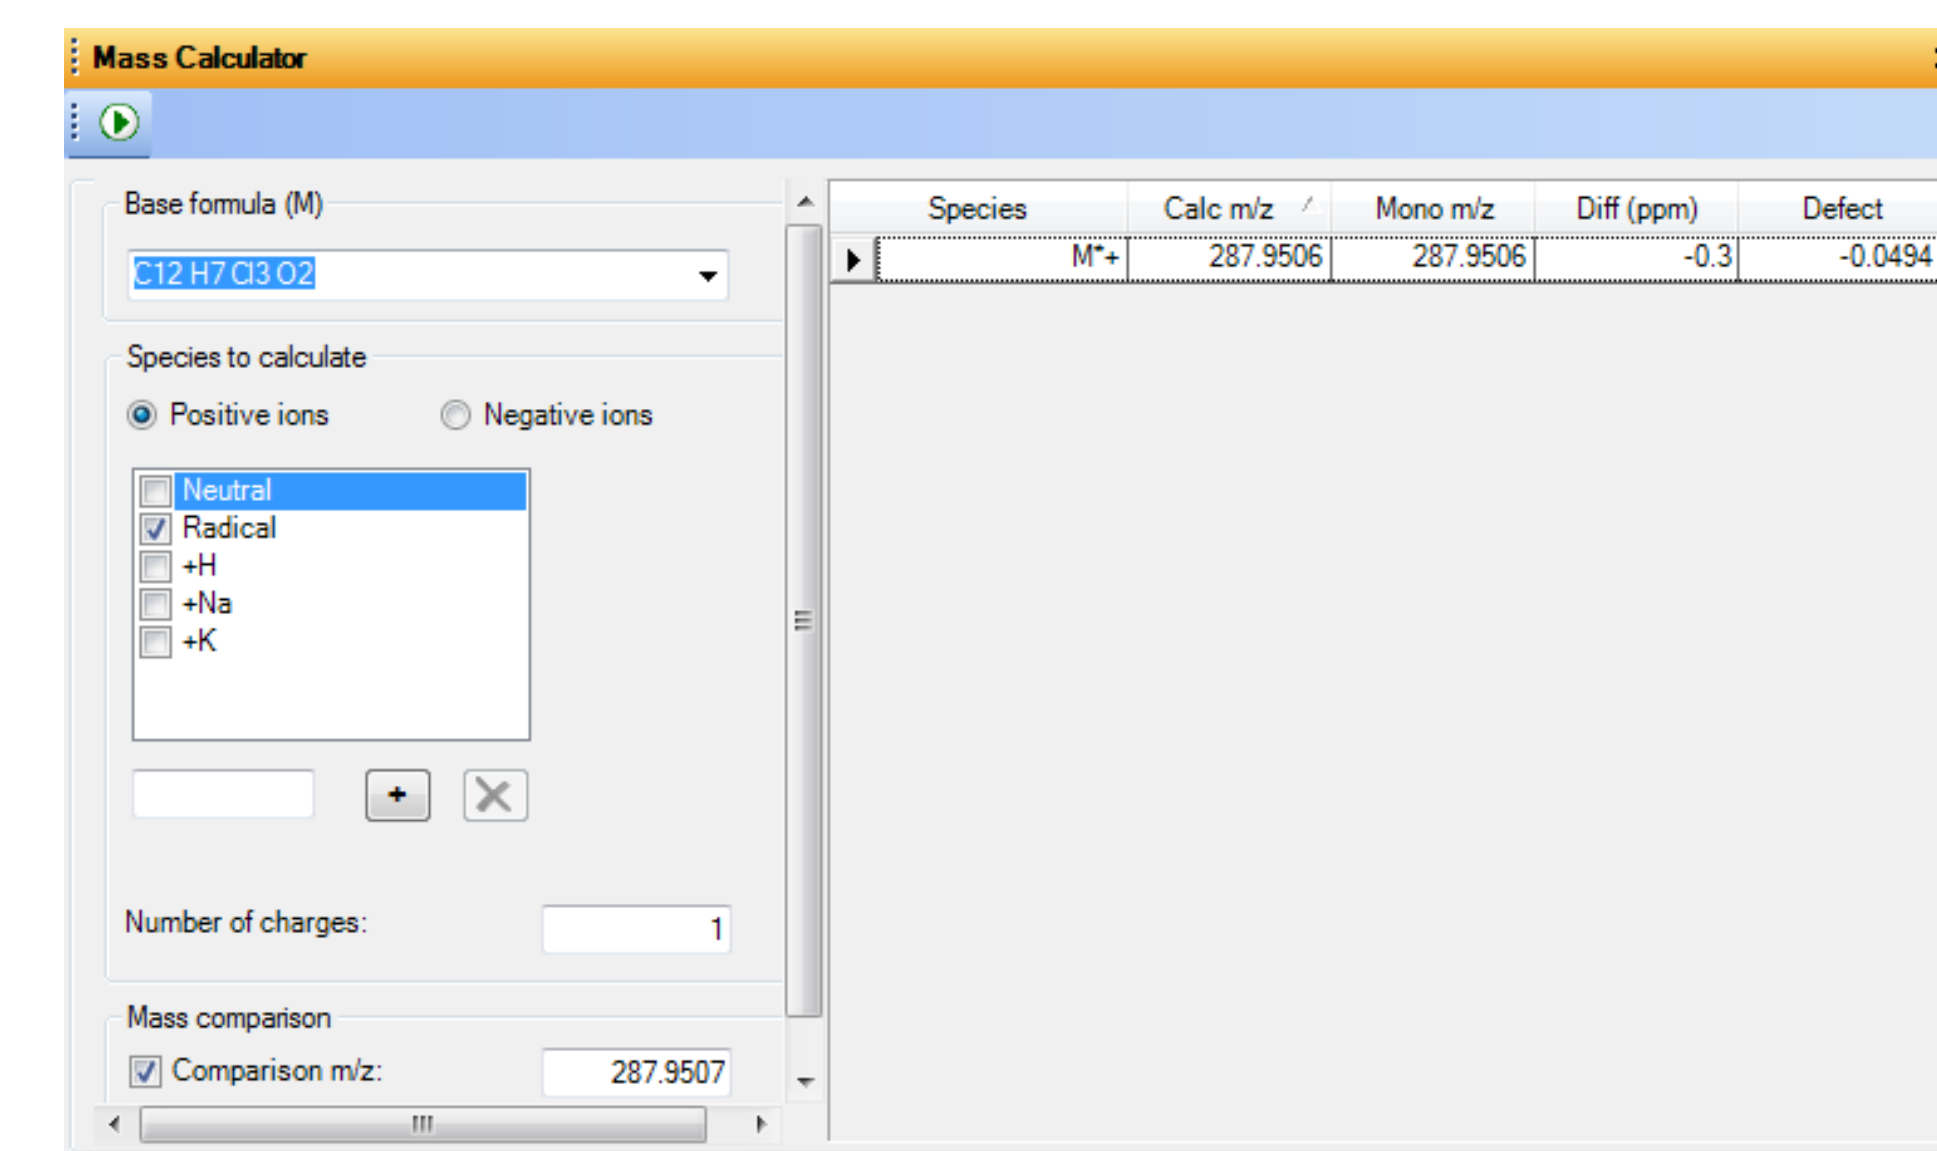 Mass Calculator
Base formula (M)
C12 H7 Cl3 O2
Species to calculate
Positive ions
Negative ions
Neutral
Radical
+H
+Na
+K
+
Number of charges:
1
Mass comparison
Comparison m/z:
287.9507
Species Calc m/z Mono m/z Diff (ppm) Defect
M*+ 287.9506 287.9506 -0.3 -0.0494